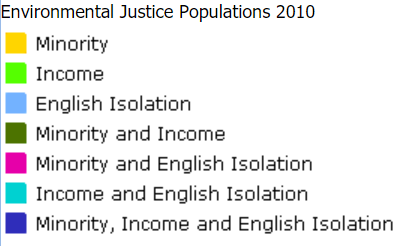 Environmental Justice Populations 2010
Minority
Income
English Isolation
Minority and Income
Minority and English Isolation
Income and English Isolation
Minority, Income and English Isolation